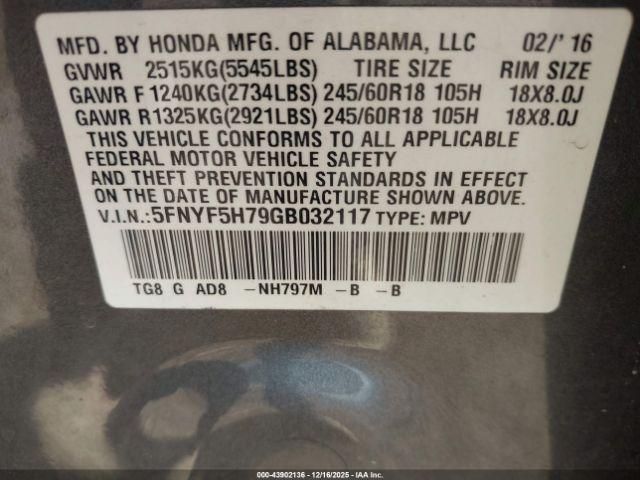 MFD. BY HONDA MFG. OF ALABAMA, LLC 02/' 16
GVWR 2515KG(5545LBS) TIRE SIZE RIM SIZE
GAWR F 1240KG(2734LBS) 245/60R18 105H 18X8.0J
GAWR R 1325KG(2921LBS) 245/60R18 105H 18X8.0J
THIS VEHICLE CONFORMS TO ALL APPLICABLE
FEDERAL MOTOR VEHICLE SAFETY
AND THEFT PREVENTION STANDARDS IN EFFECT
ON THE DATE OF MANUFACTURE SHOWN ABOVE.
V.I.N.:5FNYF5H79GB032117 TYPE: MPV
TG8 G AD8 -NH797M -B -B
000-43902136 - 12/16/2025 - IAA Inc.